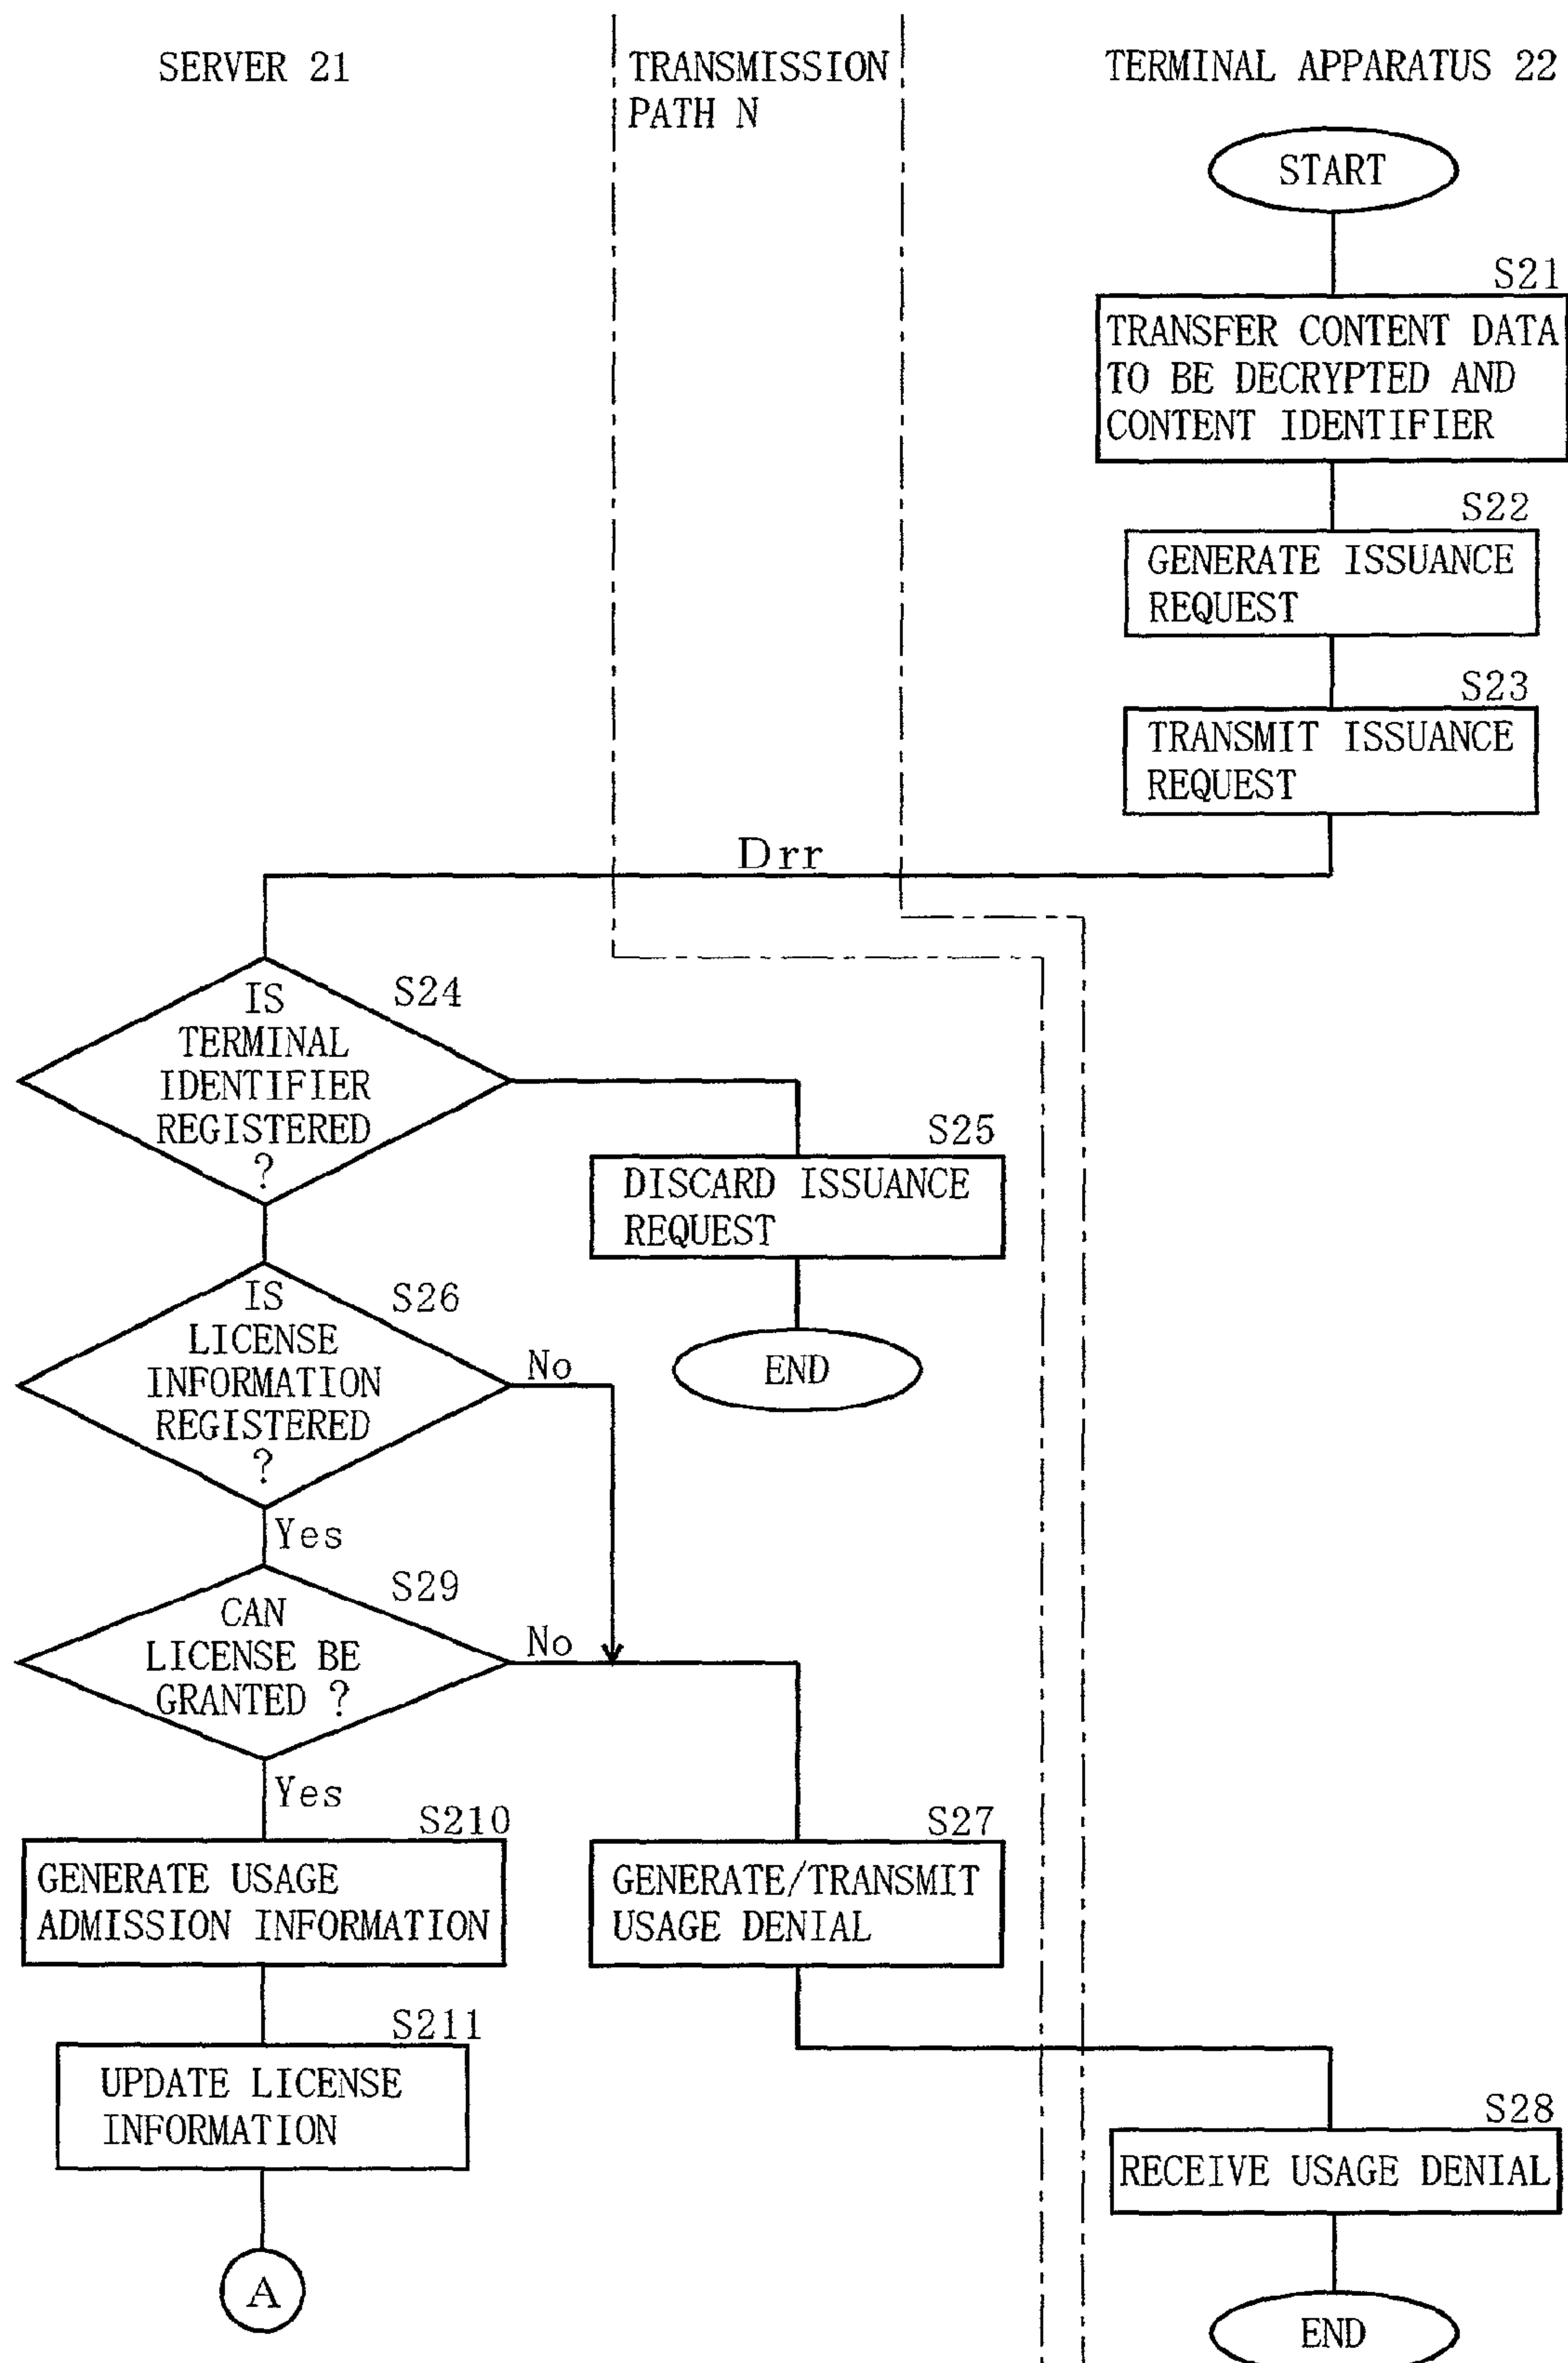 SERVER 21
TRANSMISSION
PATH N
TERMINAL APPARATUS 22
START
S21
TRANSFER CONTENT DATA
TO BE DECRYPTED AND
CONTENT IDENTIFIER
S22
GENERATE ISSUANCE
REQUEST
S23
TRANSMIT ISSUANCE
REQUEST
Drr
S24
IS
TERMINAL
IDENTIFIER
REGISTERED
?
S25
DISCARD ISSUANCE
REQUEST
END
S26
IS
LICENSE
INFORMATION
REGISTERED
?
No
Yes
S29
CAN
LICENSE BE
GRANTED ?
No
Yes
S210
GENERATE USAGE
ADMISSION INFORMATION
S27
GENERATE/TRANSMIT
USAGE DENIAL
S211
UPDATE LICENSE
INFORMATION
S28
RECEIVE USAGE DENIAL
A
END